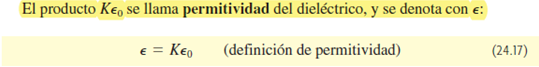 El producto Kϵ₀ se llama permitividad del dieléctrico, y se denota con ϵ:
ϵ = Kϵ₀ (definición de permitividad) (24.17)